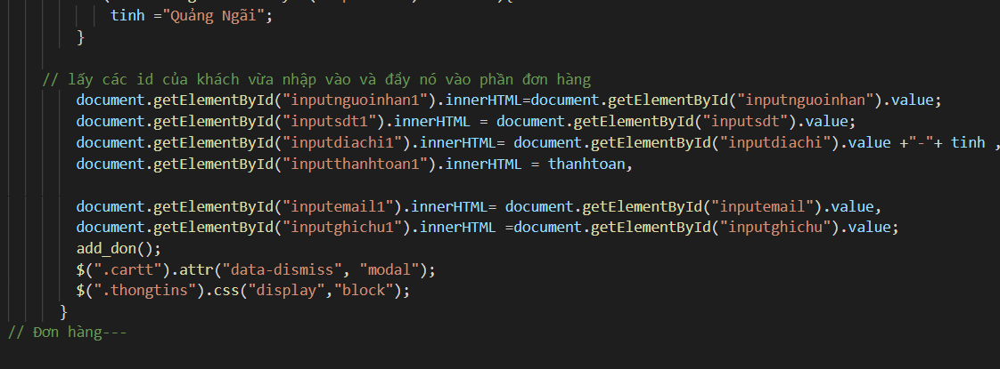 tinh ="Quảng Ngãi";
}
// lấy các id của khách vừa nhập vào và đẩy nó vào phần đơn hàng
document.getElementById("inputnguoinhan1").innerHTML=document.getElementById("inputnguoinhan").value;
document.getElementById("inputsdt1").innerHTML = document.getElementById("inputsdt").value;
document.getElementById("inputdiachi1").innerHTML= document.getElementById("inputdiachi").value +"-"+ tinh ,
document.getElementById("inputthanhtoan1").innerHTML = thanhtoan,
document.getElementById("inputemail1").innerHTML= document.getElementById("inputemail").value,
document.getElementById("inputghichu1").innerHTML =document.getElementById("inputghichu").value;
add_don();
$(".cartt").attr("data-dismiss", "modal");
$(".thongtins").css("display","block");
}
// Đơn hàng---